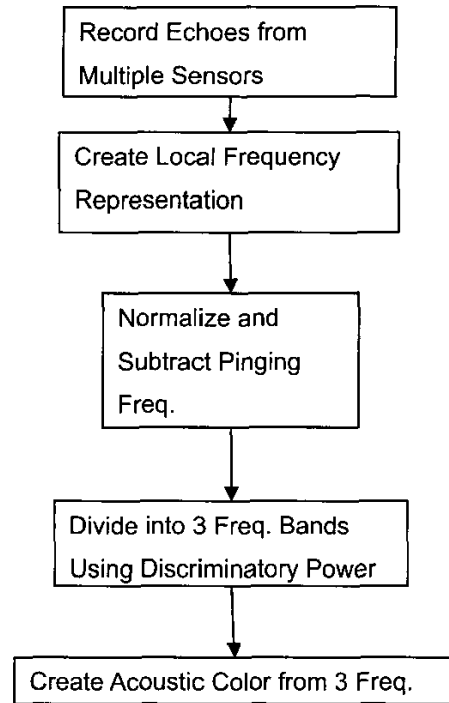 Record Echoes from
Multiple Sensors
Create Local Frequency
Representation
Normalize and
Subtract Pinging
Freq.
Divide into 3 Freq. Bands
Using Discriminatory Power
Create Acoustic Color from 3 Freq.